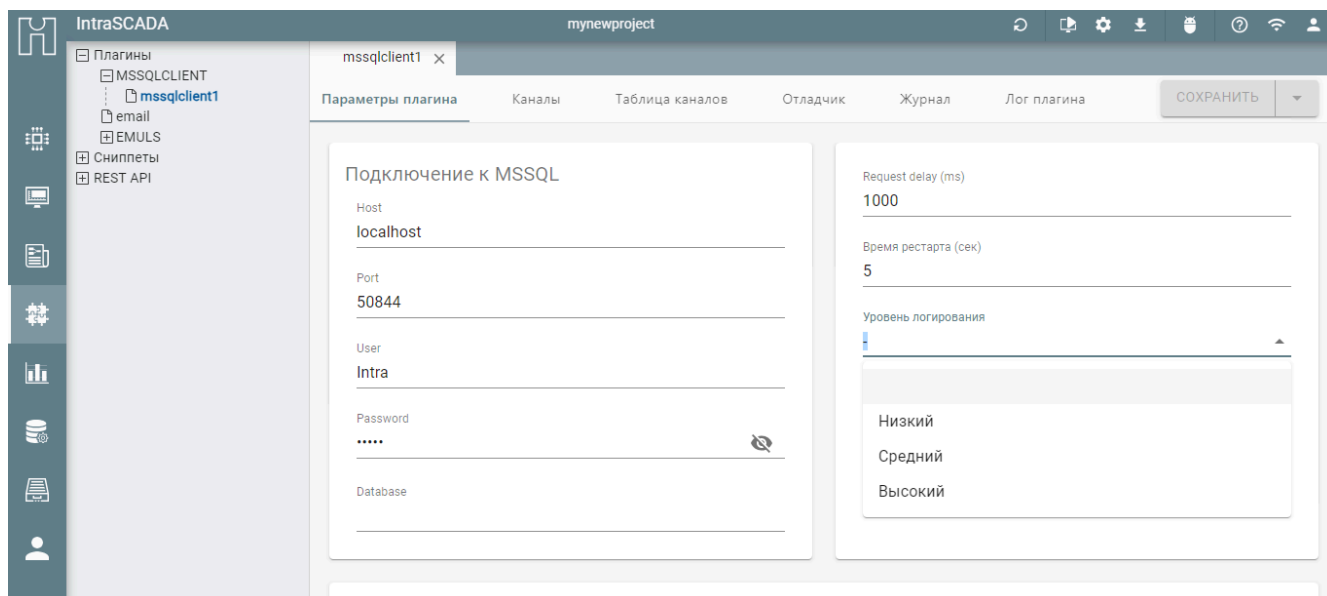 IntraSCADA
mynewproject
Плагины
MSSQLCLIENT
mssqlclient1
email
EMULS
Сниппеты
REST API
mssqlclient1
Параметры плагина
Каналы
Таблица каналов
Отладчик
Журнал
Лог плагина
СОХРАНИТЬ
Подключение к MSSQL
Host
localhost
Port
50844
User
Intra
Password
•••••
Database
Request delay (ms)
1000
Время рестарта (сек)
5
Уровень логирования
-
Низкий
Средний
Высокий